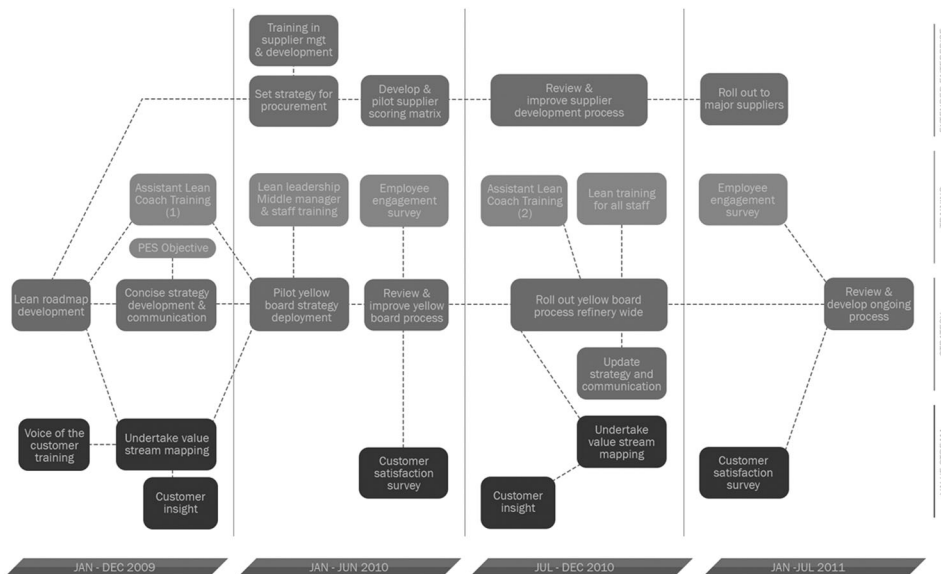 Training in
supplier mgt
& development
Set strategy for
procurement
Develop &
pilot supplier
scoring matrix
Review &
improve supplier
development process
Roll out to
major suppliers
Assistant Lean
Coach Training
(1)
Lean leadership
Middle manager
& staff training
Employee
engagement
survey
Assistant Lean
Coach Training
(2)
Lean training
for all staff
Employee
engagement
survey
PES Objective
Lean roadmap
development
Concise strategy
development &
communication
Pilot yellow
board strategy
deployment
Review &
improve yellow
board process
Roll out yellow board
process refinery wide
Review &
develop ongoing
process
Update
strategy and
communication
Voice of the
customer
training
Undertake value
stream mapping
Customer
insight
Customer
satisfaction
survey
Undertake
value stream
mapping
Customer
insight
Customer
satisfaction
survey
JAN - DEC 2009
JAN - JUN 2010
JUL - DEC 2010
JAN -JUL 2011